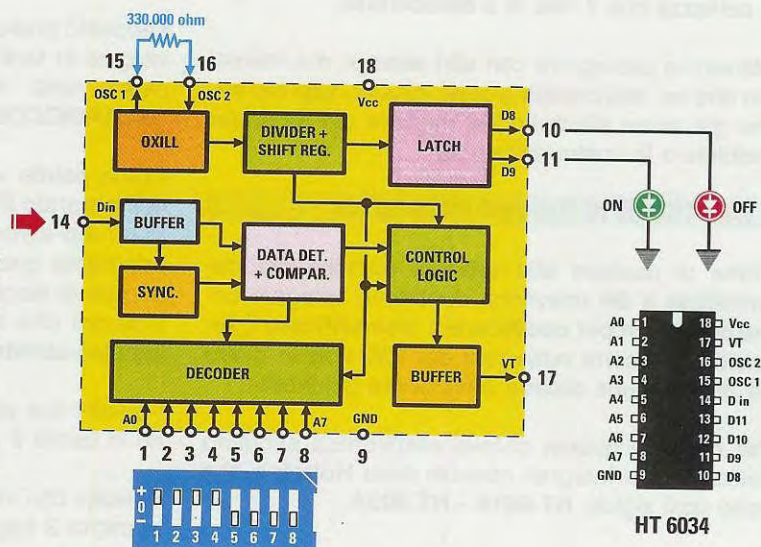 330.000 ohm
15
16
18
OSC 1
OSC 2
Vcc
OXILL
DIVIDER +
SHIFT REG.
LATCH
D8
10
D9
11
ON
OFF
14
Din
BUFFER
SYNC.
DATA DET.
+ COMPAR.
CONTROL
LOGIC
DECODER
BUFFER
VT
17
A0
A7
GND
1 2 3 4 5 6 7 8 9
+
0
–
1 2 3 4 5 6 7 8
A0 1 18 Vcc
A1 2 17 VT
A2 3 16 OSC 2
A3 4 15 OSC 1
A4 5 14 D in
A5 6 13 D11
A6 7 12 D10
A7 8 11 D9
GND 9 10 D8
HT 6034